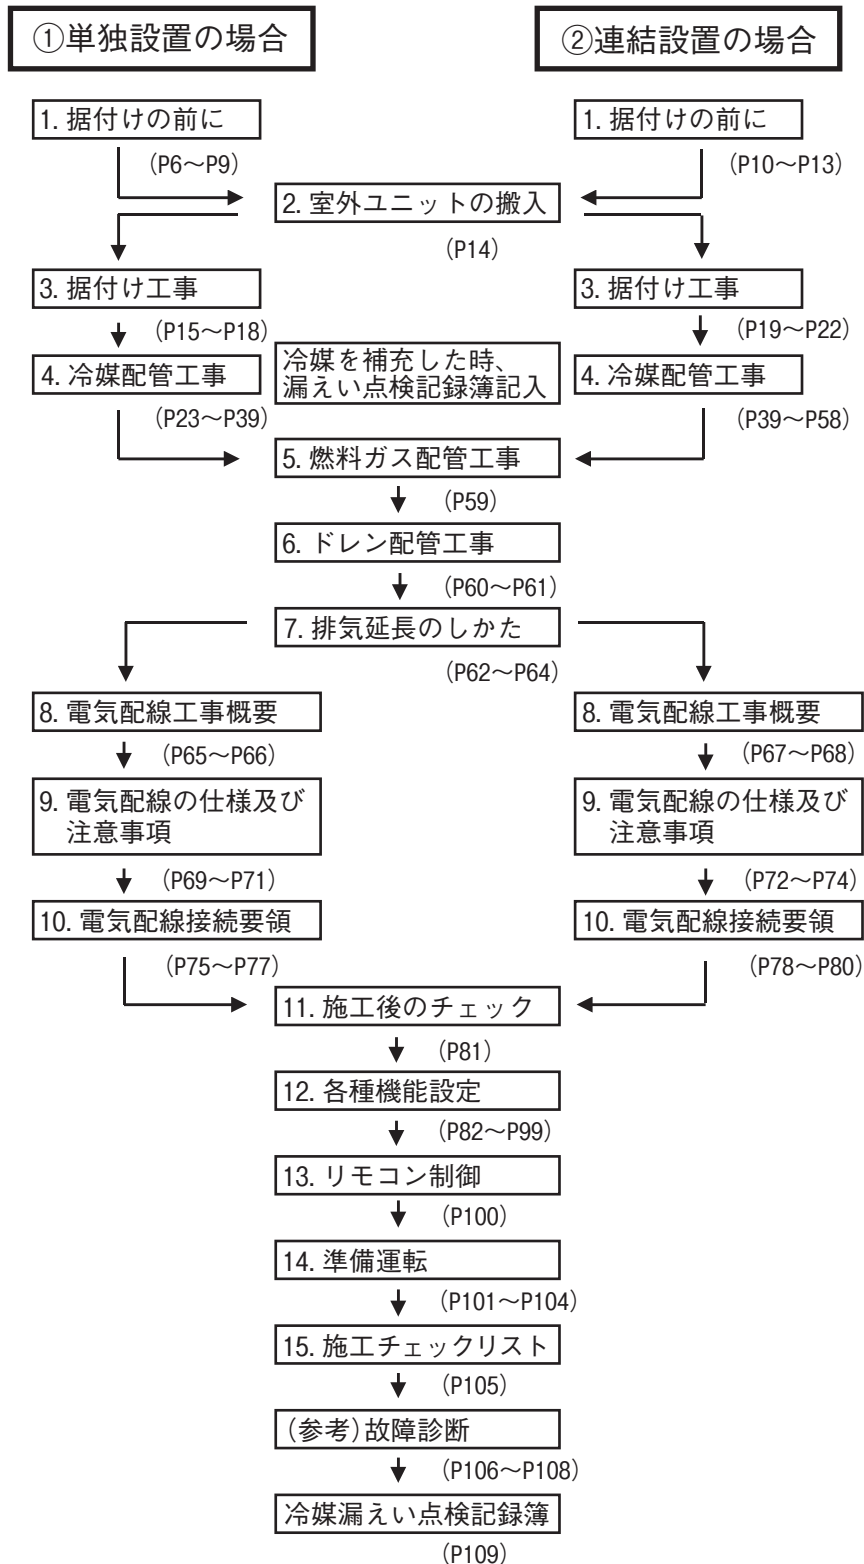 ①単独設置の場合
②連結設置の場合
1. 据付けの前に
1. 据付けの前に
(P6～P9)
(P10～P13)
2. 室外ユニットの搬入
(P14)
3. 据付け工事
3. 据付け工事
(P15～P18)
(P19～P22)
冷媒を補充した時、
漏えい点検記録簿記入
4. 冷媒配管工事
4. 冷媒配管工事
(P23～P39)
(P39～P58)
5. 燃料ガス配管工事
(P59)
6. ドレン配管工事
(P60～P61)
7. 排気延長のしかた
(P62～P64)
8. 電気配線工事概要
8. 電気配線工事概要
(P65～P66)
(P67～P68)
9. 電気配線の仕様及び
注意事項
9. 電気配線の仕様及び
注意事項
(P69～P71)
(P72～P74)
10. 電気配線接続要領
10. 電気配線接続要領
(P75～P77)
(P78～P80)
11. 施工後のチェック
(P81)
12. 各種機能設定
(P82～P99)
13. リモコン制御
(P100)
14. 準備運転
(P101～P104)
15. 施工チェックリスト
(P105)
(参考)故障診断
(P106～P108)
冷媒漏えい点検記録簿
(P109)